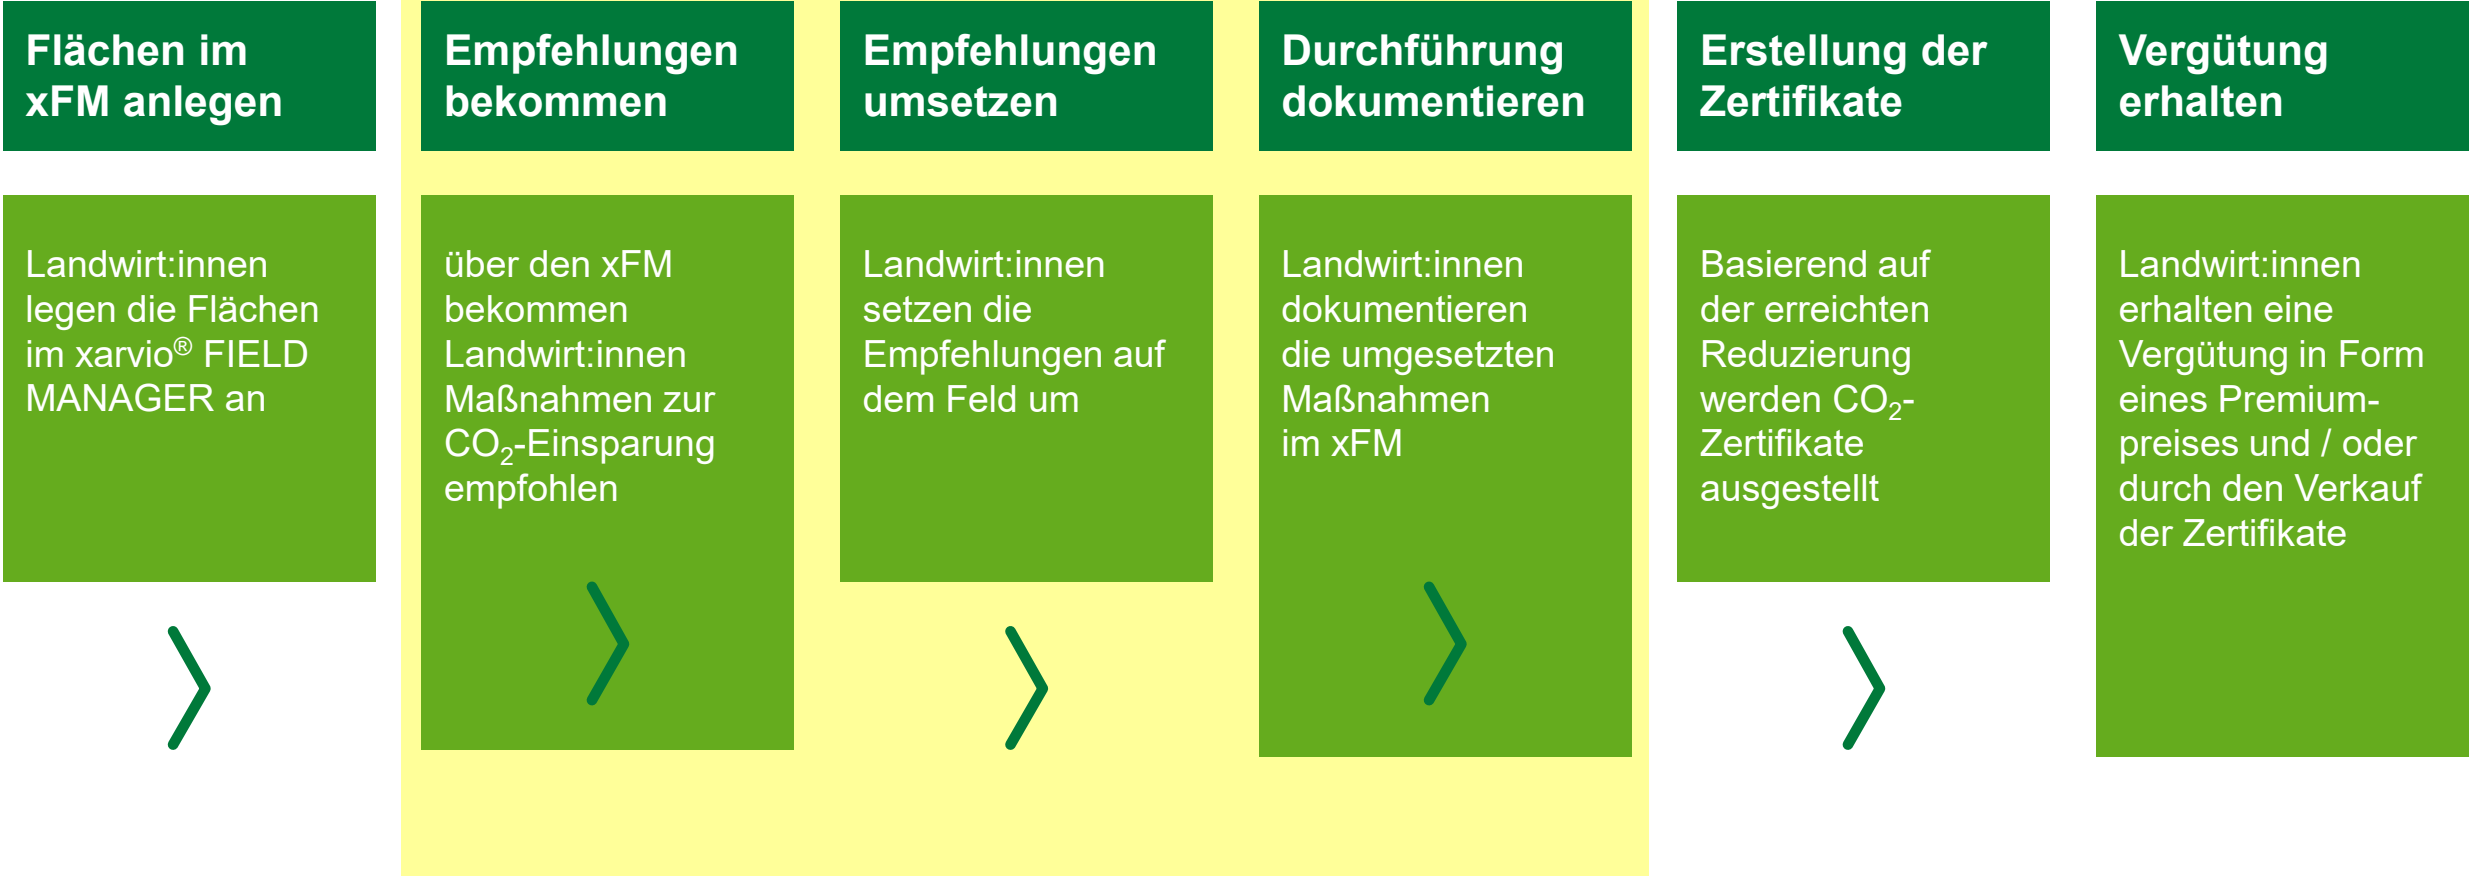 Flächen im
xFM anlegen
Empfehlungen
bekommen
Empfehlungen
umsetzen
Durchführung
dokumentieren
Erstellung der
Zertifikate
Vergütung
erhalten
Landwirt:innen
legen die Flächen
im xarvio® FIELD
MANAGER an
über den xFM
bekommen
Landwirt:innen
Maßnahmen zur
CO₂-Einsparung
empfohlen
Landwirt:innen
setzen die
Empfehlungen auf
dem Feld um
Landwirt:innen
dokumentieren
die umgesetzten
Maßnahmen
im xFM
Basierend auf
der erreichten
Reduzierung
werden CO₂-
Zertifikate
ausgestellt
Landwirt:innen
erhalten eine
Vergütung in Form
eines Premium-
preises und / oder
durch den Verkauf
der Zertifikate